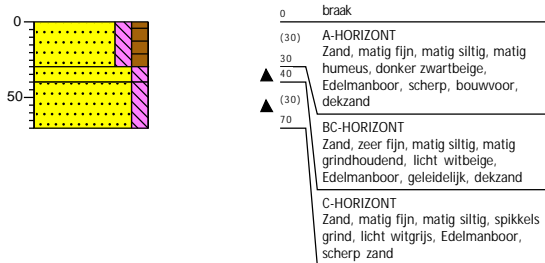 0
50
0
braak
(30)
A-HORIZONT
Zand, matig fijn, matig siltig, matig
humeus, donker zwartbeige,
Edelmanboor, scherp, bouwvoor,
dekzand
30
40
BC-HORIZONT
Zand, zeer fijn, matig siltig, matig
grindhoudend, licht witbeige,
Edelmanboor, geleidelijk, dekzand
(30)
70
C-HORIZONT
Zand, matig fijn, matig siltig, spikkels
grind, licht witgrijs, Edelmanboor,
scherp zand